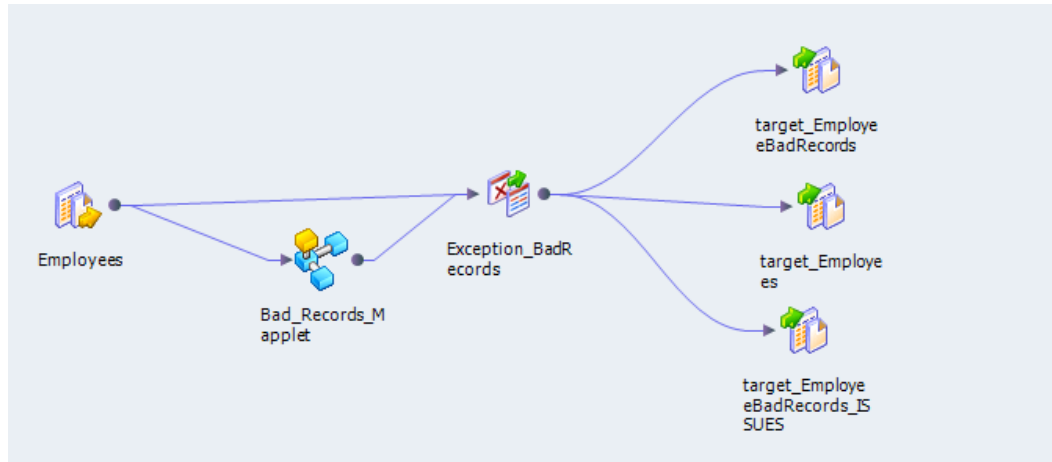 Employees
Bad_Records_M
applet
Exception_BadR
ecords
target_Employe
eBadRecords
target_Employe
es
target_Employe
eBadRecords_IS
SUES